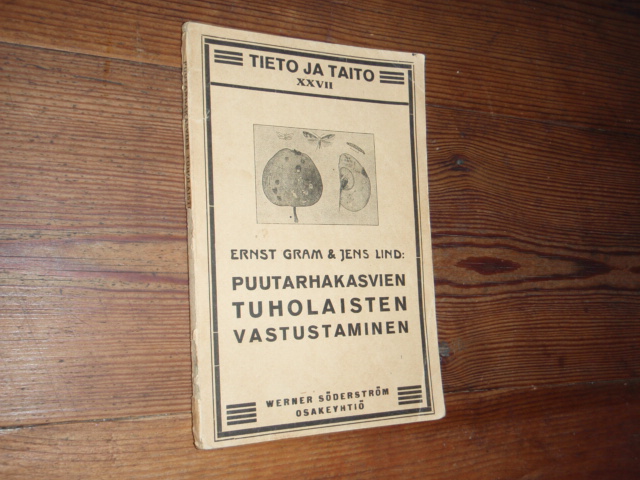 TIETO JA TAITO
XXVII
ERNST GRAM & JENS LIND:
PUUTARHAKASVIEN
TUHOLAISTEN
VASTUSTAMINEN
WERNER SÖDERSTRÖM
OSAKEYHTIÖ